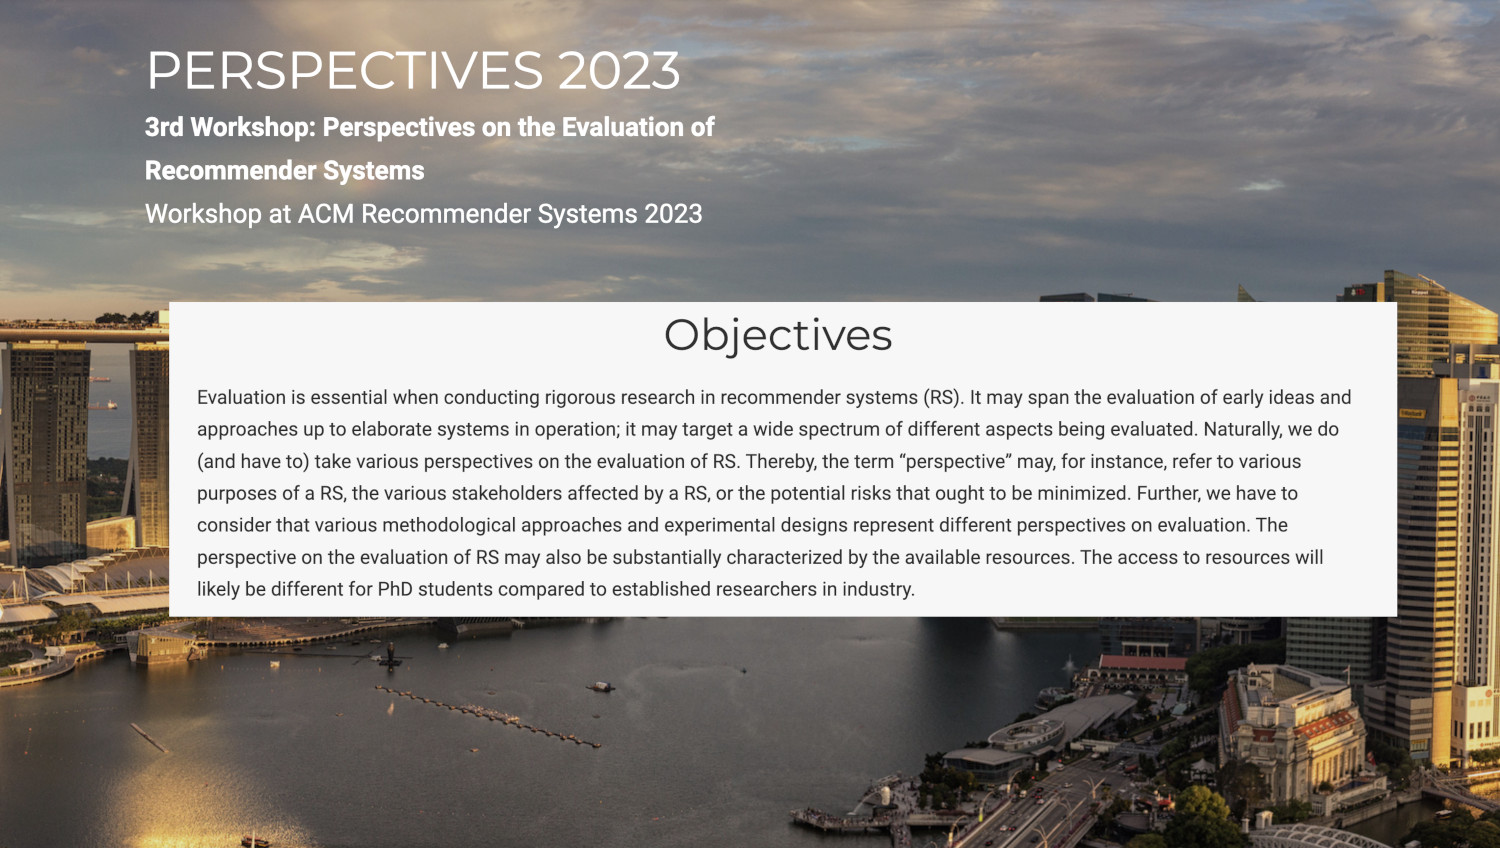 PERSPECTIVES 2023
3rd Workshop: Perspectives on the Evaluation of
Recommender Systems
Workshop at ACM Recommender Systems 2023
Objectives
Evaluation is essential when conducting rigorous research in recommender systems (RS). It may span the evaluation of early ideas and
approaches up to elaborate systems in operation; it may target a wide spectrum of different aspects being evaluated. Naturally, we do
(and have to) take various perspectives on the evaluation of RS. Thereby, the term “perspective” may, for instance, refer to various
purposes of a RS, the various stakeholders affected by a RS, or the potential risks that ought to be minimized. Further, we have to
consider that various methodological approaches and experimental designs represent different perspectives on evaluation. The
perspective on the evaluation of RS may also be substantially characterized by the available resources. The access to resources will
likely be different for PhD students compared to established researchers in industry.